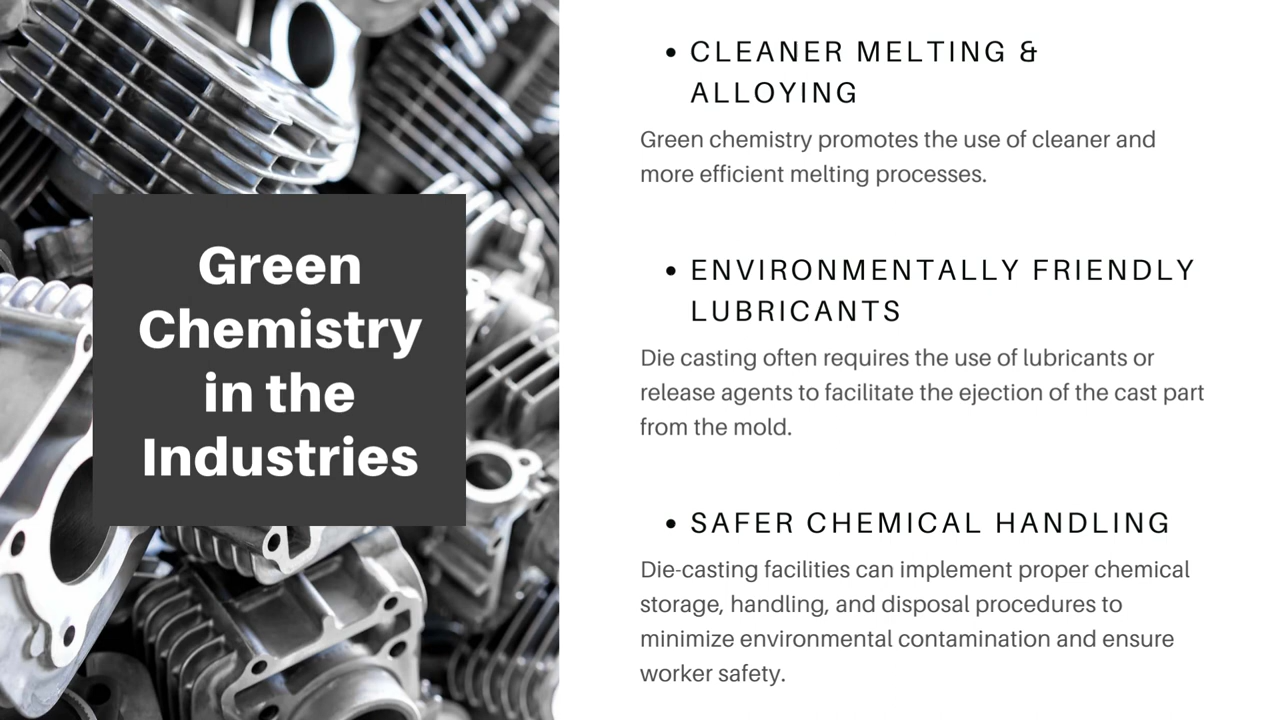 Green
Chemistry
in the
Industries
• CLEANER MELTING &
ALLOYING
Green chemistry promotes the use of cleaner and
more efficient melting processes.
• ENVIRONMENTALLY FRIENDLY
LUBRICANTS
Die casting often requires the use of lubricants or
release agents to facilitate the ejection of the cast part
from the mold.
• SAFER CHEMICAL HANDLING
Die-casting facilities can implement proper chemical
storage, handling, and disposal procedures to
minimize environmental contamination and ensure
worker safety.